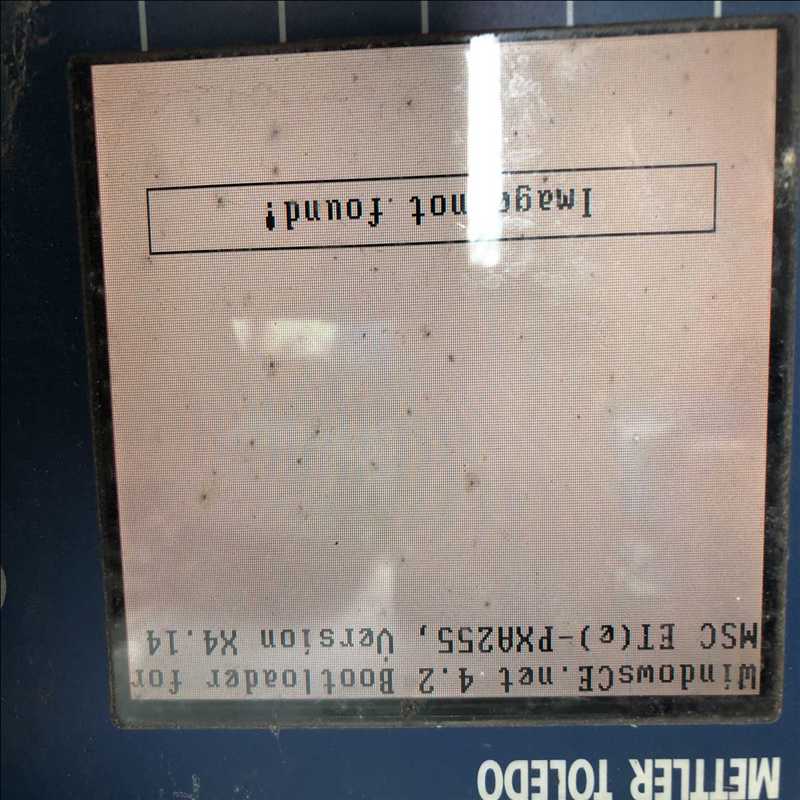 METTLER TOLEDO
WindowsCE.net 4.2 Bootloader for
MSC ET(e)-PXA255, Version X4.14
Image not found!